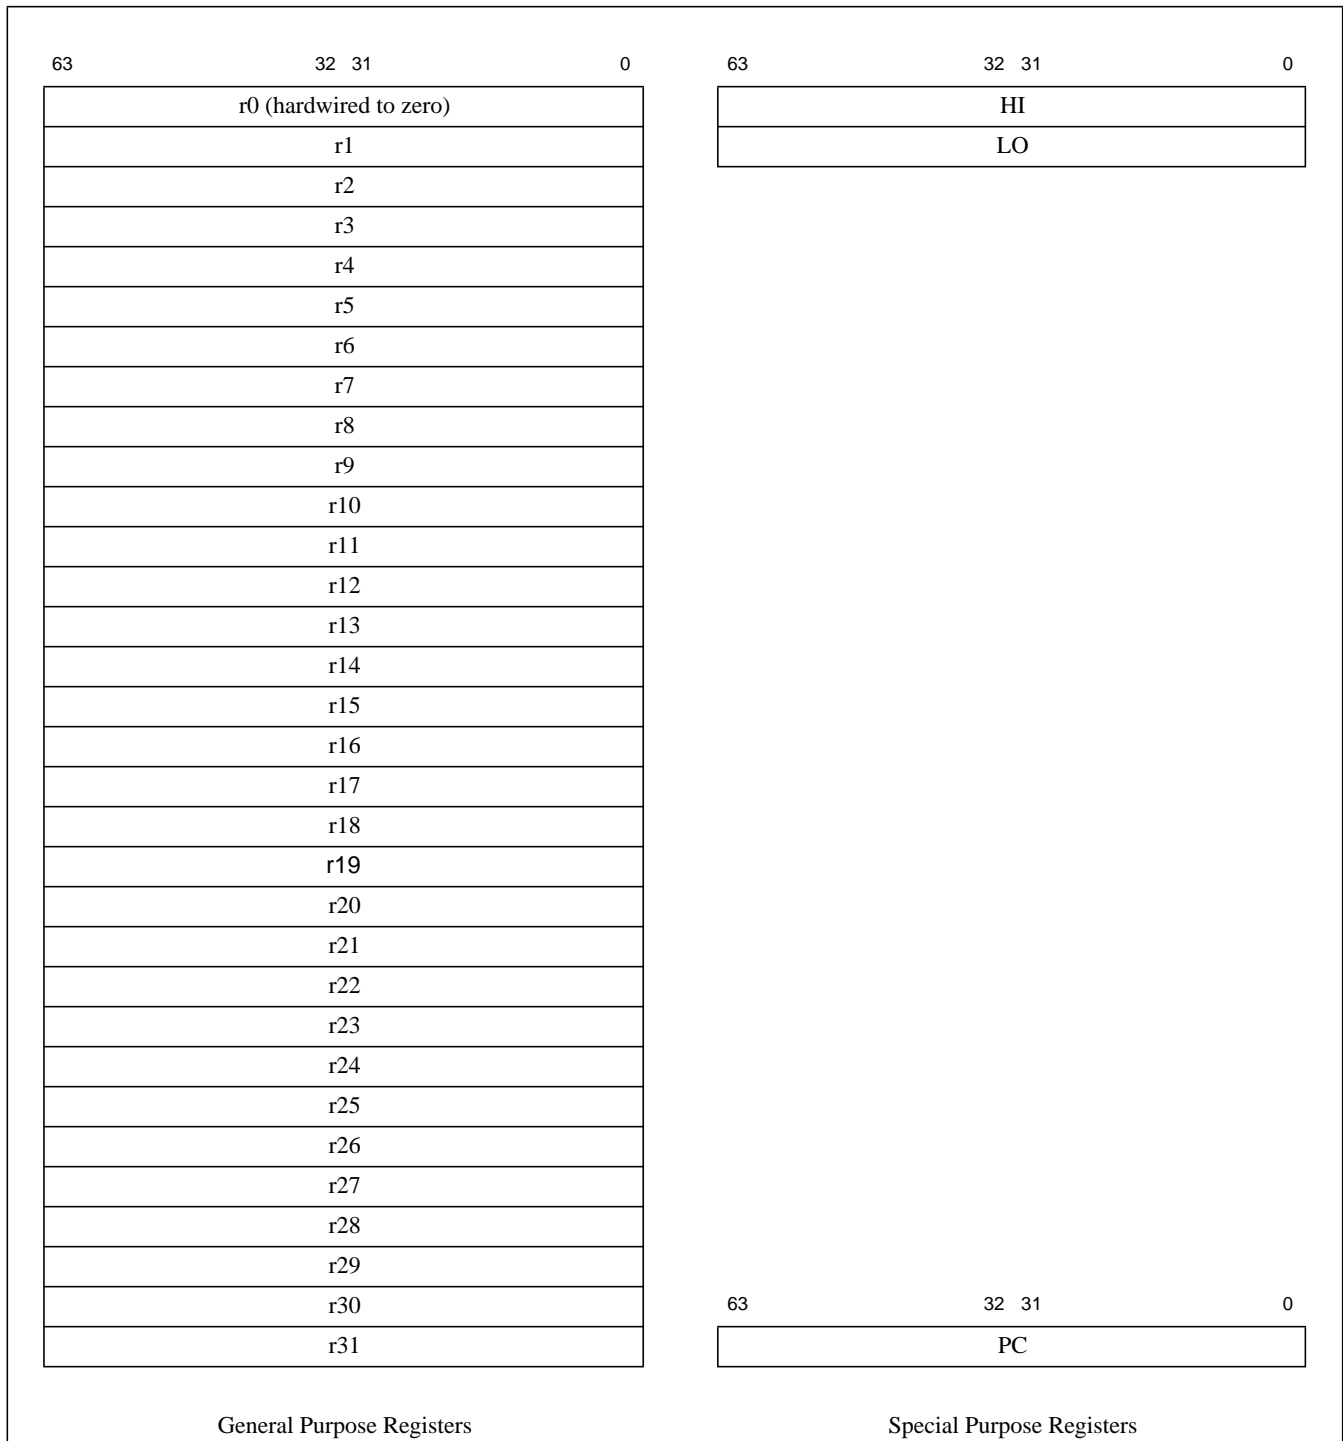 63 32 31 0
r0 (hardwired to zero)
r1
r2
r3
r4
r5
r6
r7
r8
r9
r10
r11
r12
r13
r14
r15
r16
r17
r18
r19
r20
r21
r22
r23
r24
r25
r26
r27
r28
r29
r30
r31
General Purpose Registers
63 32 31 0
HI
LO
63 32 31 0
PC
Special Purpose Registers